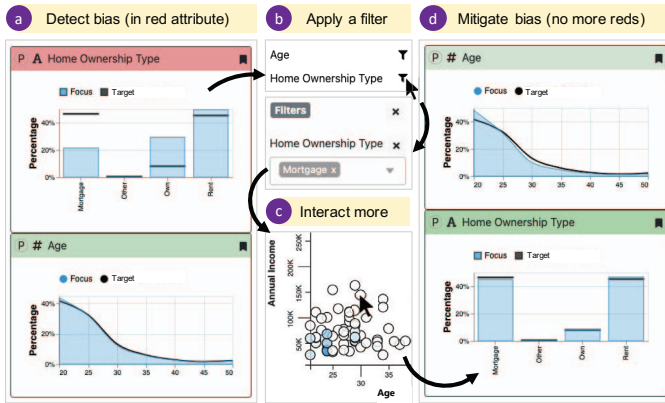 a Detect bias (in red attribute)
P A Home Ownership Type
Focus Target
Percentage
40%
20%
0%
Mortgage
Other
Own
Rent
P # Age
Focus Target
Percentage
40%
20%
0%
20 25 30 35 40 45 50
b Apply a filter
Age
Home Ownership Type
Filters x
Home Ownership Type x
Mortgage x
c Interact more
Annual Income
250K
200K
150K
100K
50K
25 30 35
Age
d Mitigate bias (no more reds)
P # Age
Focus Target
Percentage
40%
20%
0%
20 25 30 35 40 45 50
P A Home Ownership Type
Focus Target
Percentage
40%
20%
0%
Mortgage
Other
Own
Rent